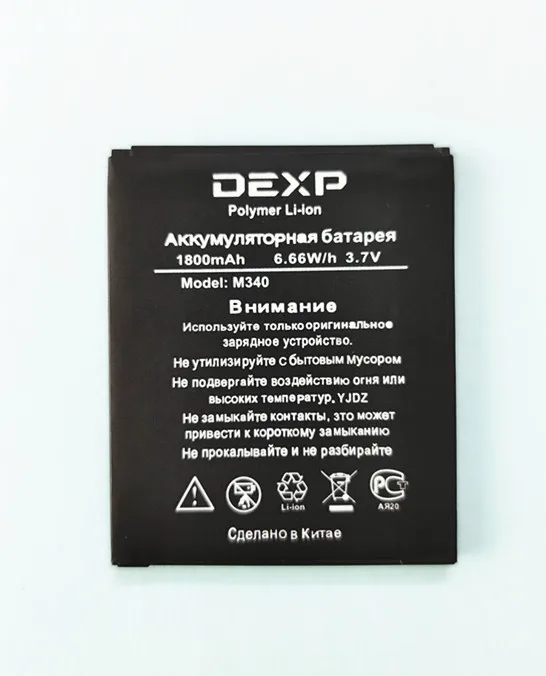 DEXP
Polymer Li-ion
Аккумуляторная батарея
1800mAh 6.66W/h 3.7V
Model: M340
Внимание
Используйте только оригинальное
зарядное устройство.
Не утилизируйте с бытовым Мусором
Не подвергайте воздействию огня или
высоких температур. YJDZ
Не замыкайте контакты, это может
привести к короткому замыканию
Не прокалывайте и не разбирайте
Li-ion
РС
АЯ20
Сделано в Китае